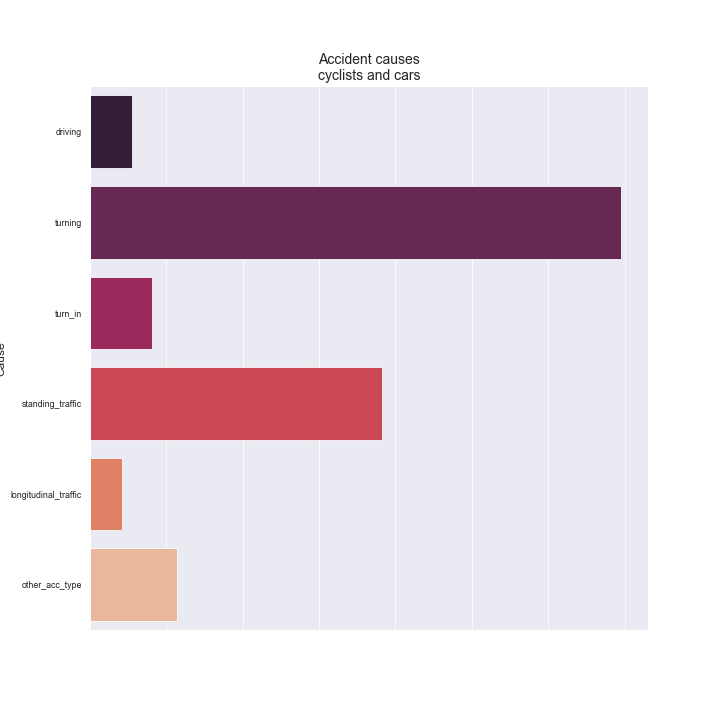 Accident causes
cyclists and cars
driving
turning
turn_in
standing_traffic
longitudinal_traffic
other_acc_type
Cause